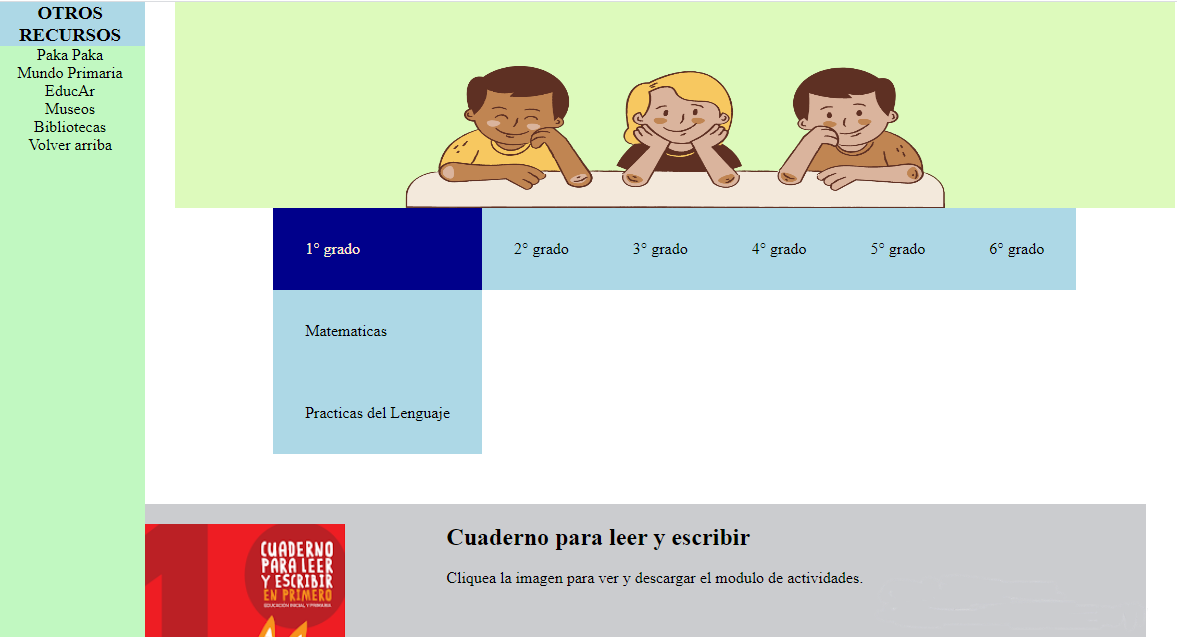 OTROS
RECURSOS
Paka Paka
Mundo Primaria
EducAr
Museos
Bibliotecas
Volver arriba
1° grado
2° grado
3° grado
4° grado
5° grado
6° grado
Matematicas
Practicas del Lenguaje
CUADERNO
PARA LEER
Y ESCRIBIR
EN PRIMERO
EDUCACIÓN INICIAL Y PRIMARIA
Cuaderno para leer y escribir
Cliquea la imagen para ver y descargar el modulo de actividades.